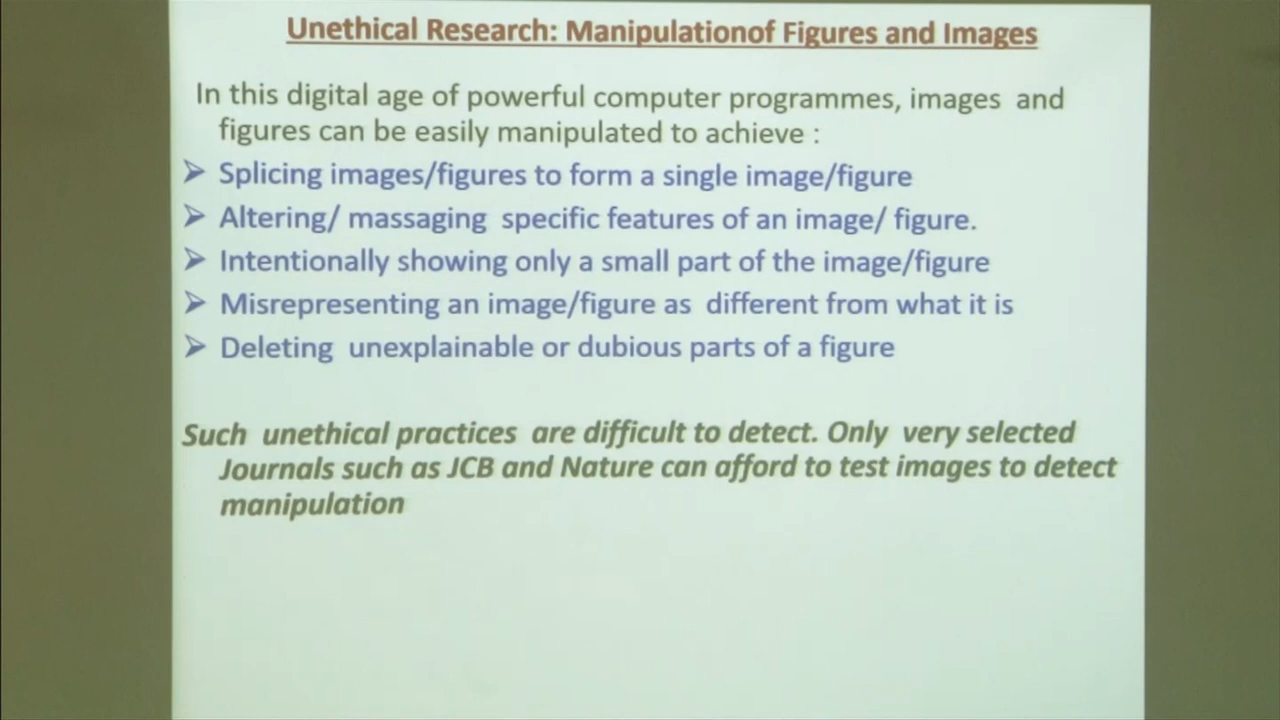 Unethical Research: Manipulationof Figures and Images
In this digital age of powerful computer programmes, images and
figures can be easily manipulated to achieve :
➢ Splicing images/figures to form a single image/figure
➢ Altering/ massaging specific features of an image/ figure.
➢ Intentionally showing only a small part of the image/figure
➢ Misrepresenting an image/figure as different from what it is
➢ Deleting unexplainable or dubious parts of a figure
Such unethical practices are difficult to detect. Only very selected
Journals such as JCB and Nature can afford to test images to detect
manipulation